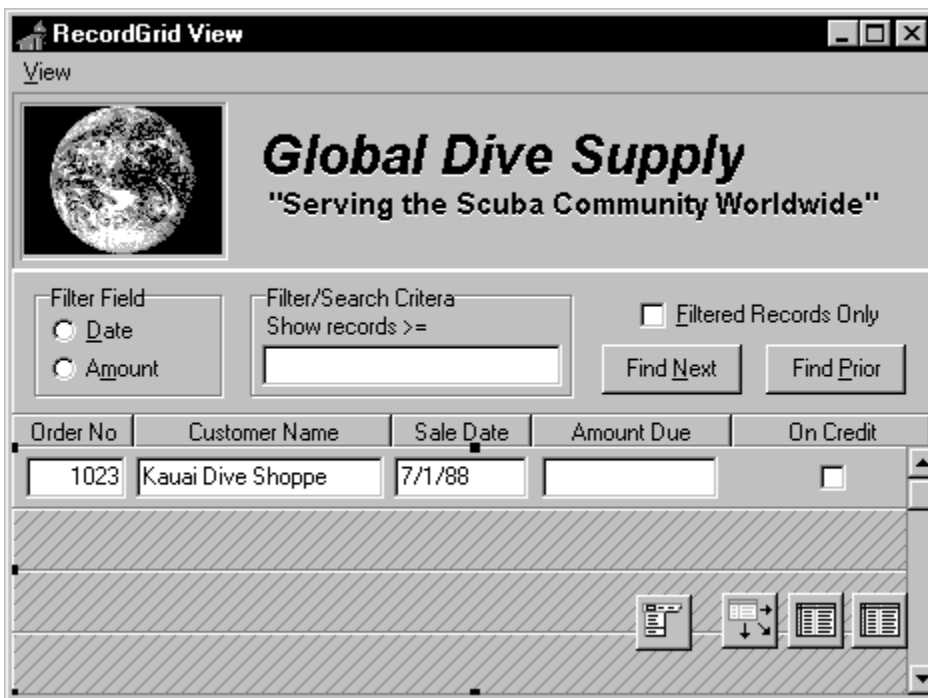 RecordGrid View
View
Global Dive Supply
"Serving the Scuba Community Worldwide"
Filter Field
Date
Amount
Filter/Search Critera
Show records >=
Filtered Records Only
Find Next
Find Prior
Order No Customer Name Sale Date Amount Due On Credit
1023 Kauai Dive Shoppe 7/1/88